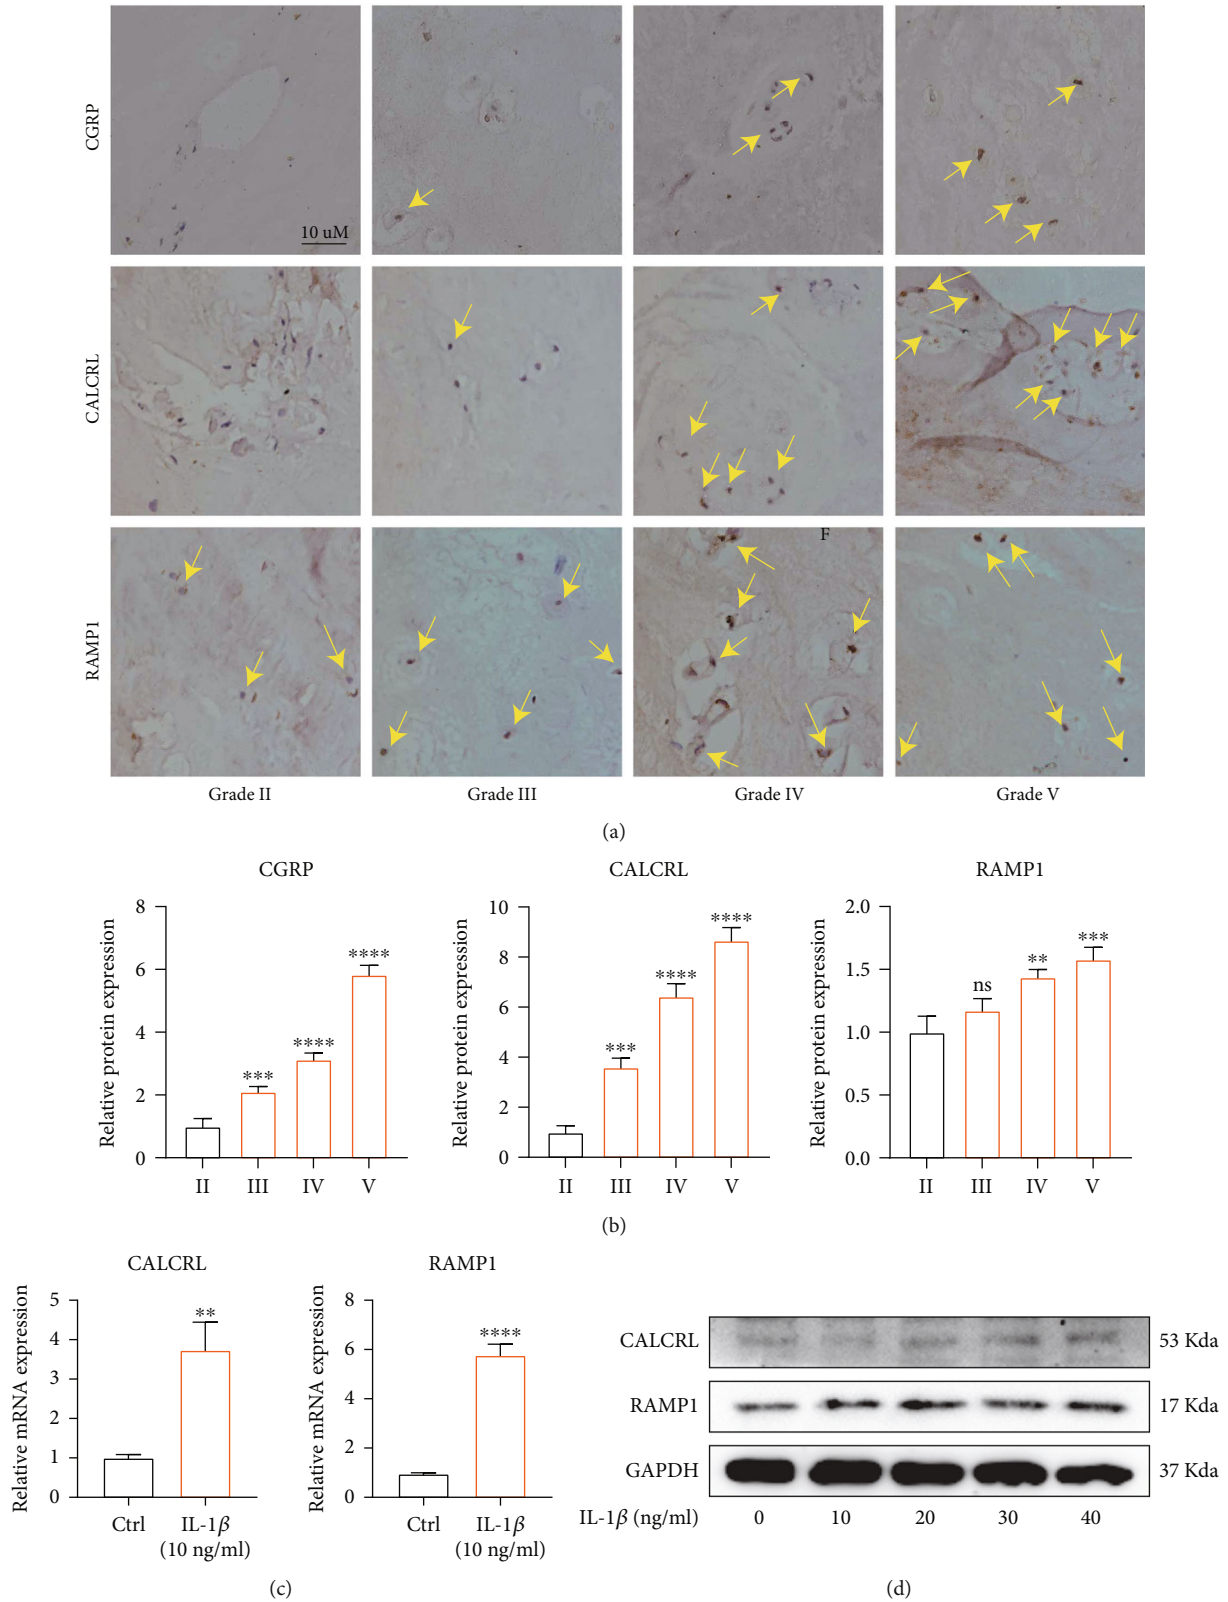 CGRP
10 uM
CALCRL
RAMP1
F
Grade II Grade III Grade IV Grade V
(a)
CGRP
Relative protein expression
8
6
4
2
0
***
****
****
II III IV V
CALCRL
Relative protein expression
10
8
6
4
2
0
***
****
****
II III IV V
RAMP1
Relative protein expression
2.0
1.5
1.0
0.5
0.0
ns
**
***
II III IV V
(b)
CALCRL
Relative mRNA expression
5
4
3
2
1
0
**
Ctrl IL-1β
(10 ng/ml)
RAMP1
Relative mRNA expression
8
6
4
2
0
****
Ctrl IL-1β
(10 ng/ml)
(c)
CALCRL 53 Kda
RAMP1 17 Kda
GAPDH 37 Kda
IL-1β (ng/ml) 0 10 20 30 40
(d)